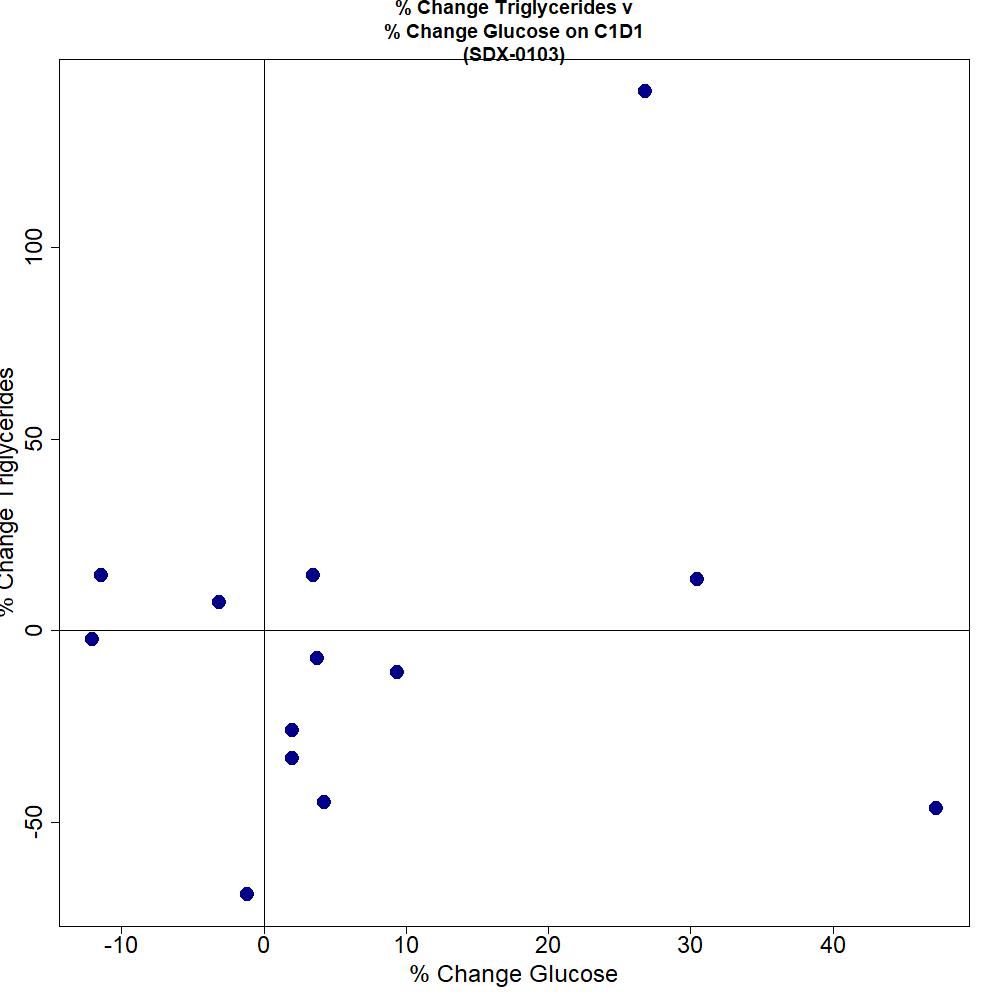 % Change Triglycerides v
% Change Glucose on C1D1
(SDX-0103)
% Change Triglycerides
100
50
0
-50
-10
0
10
20
30
40
% Change Glucose